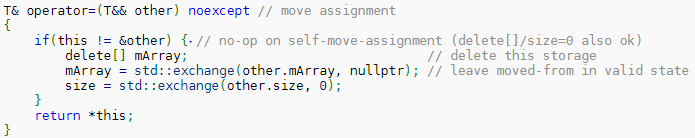 T& operator=(T&& other) noexcept // move assignment
{
    if(this != &other) { // no-op on self-move-assignment (delete[]/size=0 also ok)
        delete[] mArray;                               // delete this storage
        mArray = std::exchange(other.mArray, nullptr); // leave moved-from in valid state
        size = std::exchange(other.size, 0);
    }
    return *this;
}